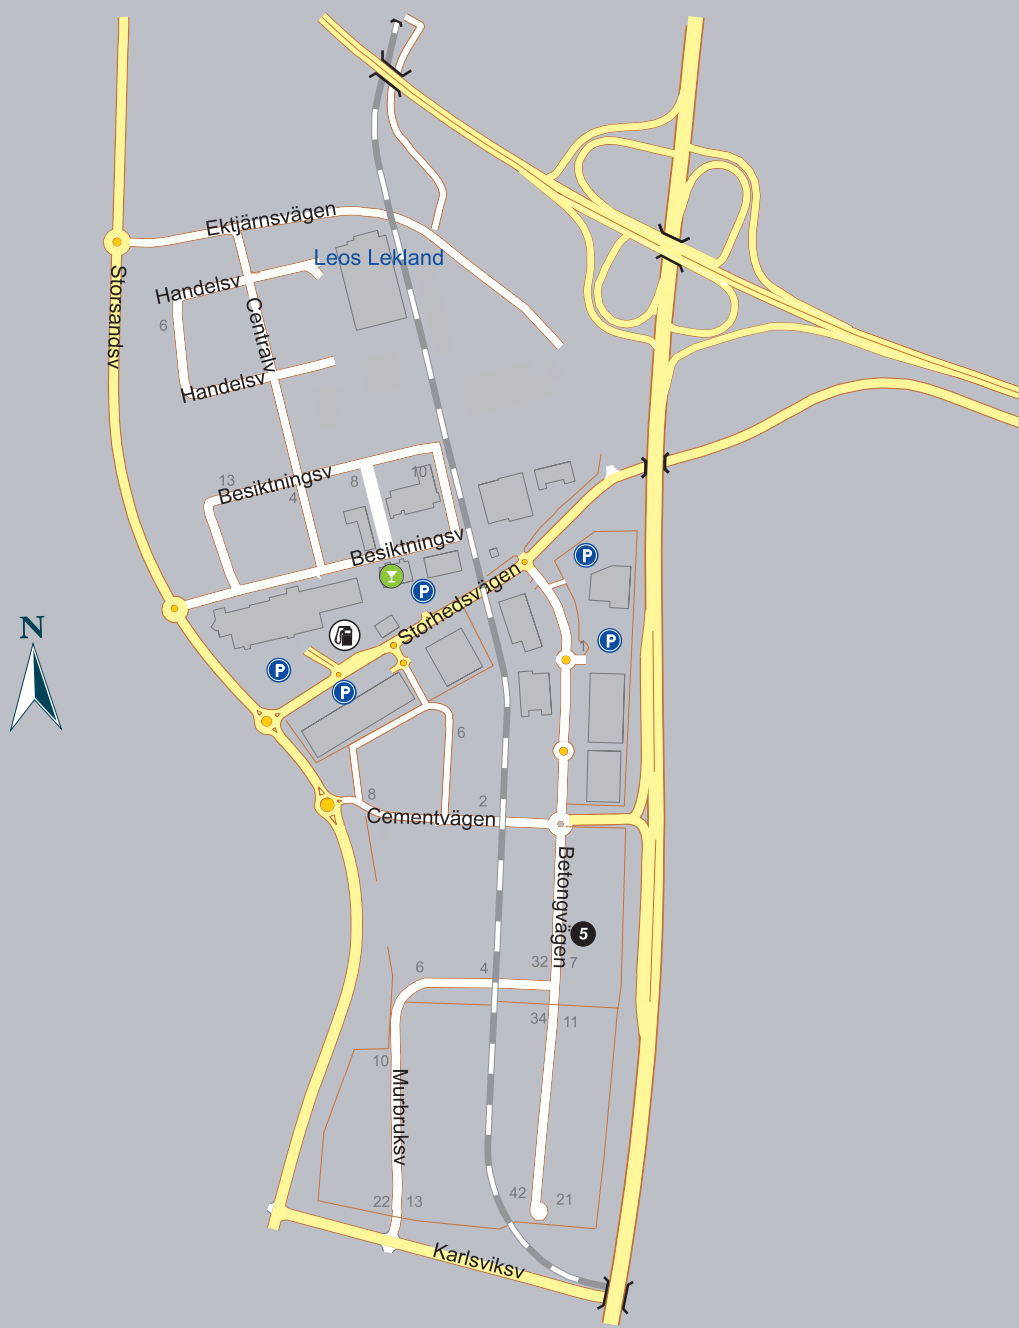 Ektjärnsvägen
Leos Lekland
Storsandsv
Handelsv
6
Centralv
Handelsv
13
Besiktningsv
4
8
10
Besiktningsv
P
P
Storhedsvägen
N
P
1
P
P
6
8
2
Cementvägen
Betongvägen
5
32
7
6
4
34
11
10
Murbruksv
22
13
42
21
Karlsviksv